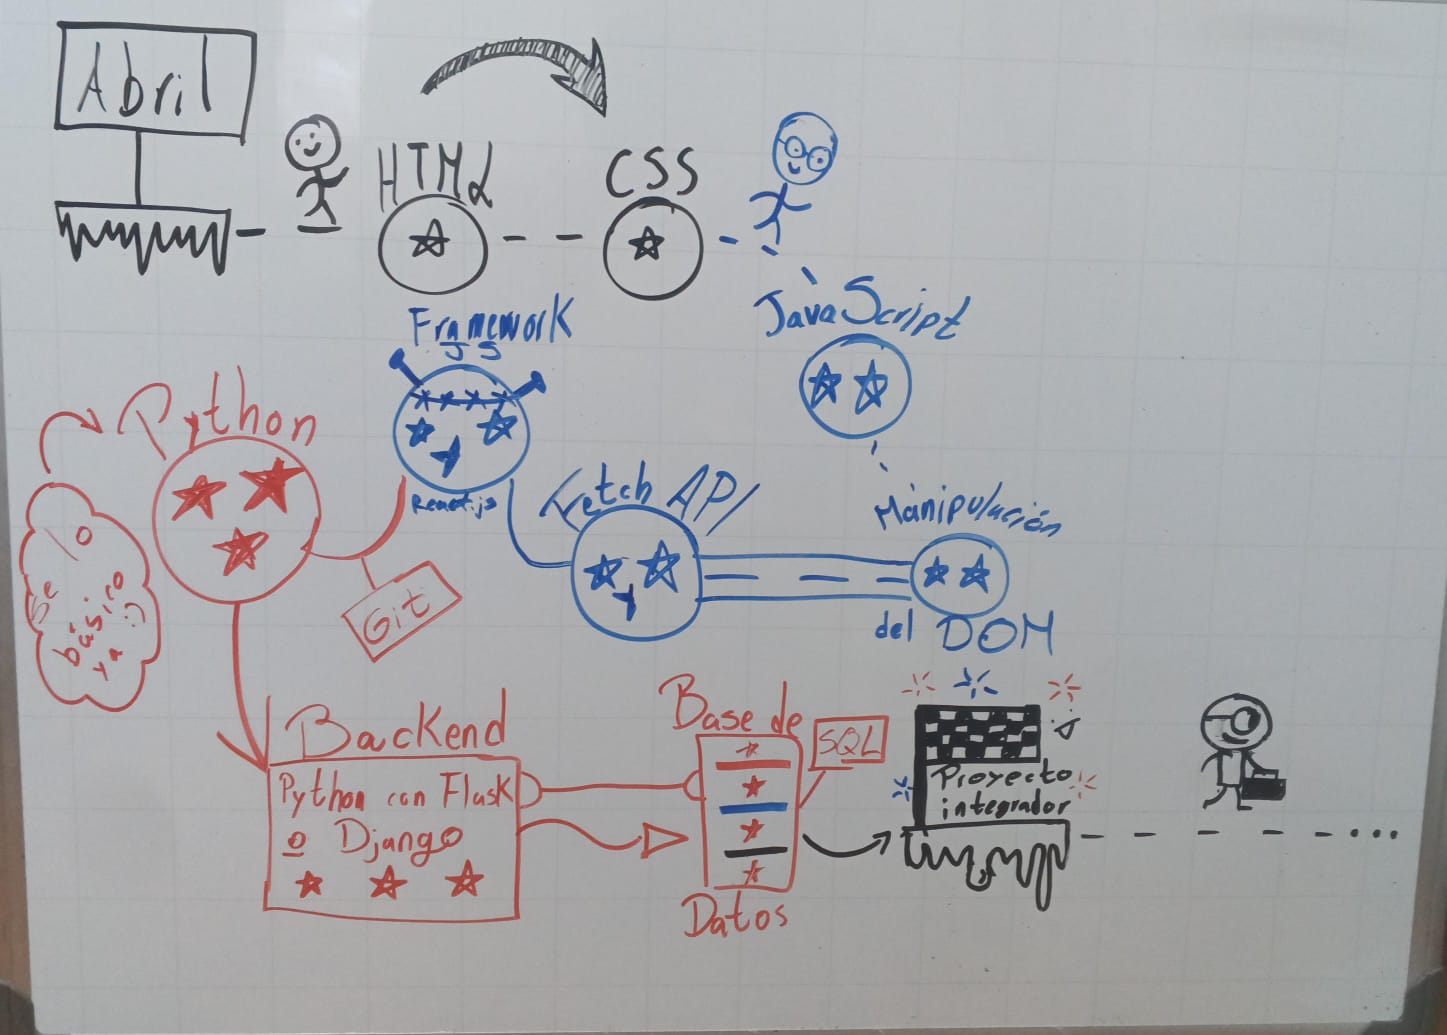 Abril
HTML
CSS
JavaScript
Manipulación
del DOM
Fetch API
Framework
JS
React.js
Python
Git
Se
lo
básico
ya :)
Backend
Python con Flask
o Django
Base de
Datos
SQL
Proyecto
integrador